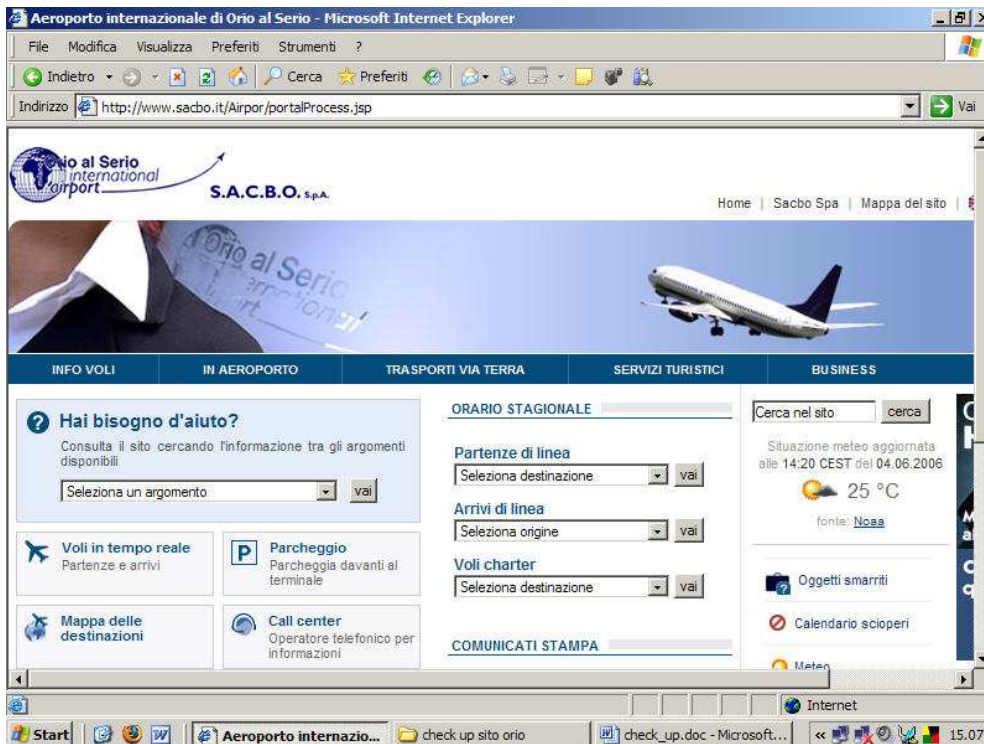 Aeroporto internazionale di Orio al Serio - Microsoft Internet Explorer
File Modifica Visualizza Preferiti Strumenti ?
Indietro Cerca Preferiti
Indirizzo http://www.sacbo.it/Airpor/portalProcess.jsp Vai
Orio al Serio
international
airport
S.A.C.B.O. S.p.A.
Home | Sacbo Spa | Mappa del sito |
Orio al Serio
international
INFO VOLI IN AEROPORTO TRASPORTI VIA TERRA SERVIZI TURISTICI BUSINESS
Hai bisogno d'aiuto?
Consulta il sito cercando l'informazione tra gli argomenti
disponibili
Seleziona un argomento vai
Voli in tempo reale
Partenze e arrivi
P Parcheggio
Parcheggia davanti al
terminale
Mappa delle
destinazioni
Call center
Operatore telefonico per
informazioni
ORARIO STAGIONALE
Partenze di linea
Seleziona destinazione vai
Arrivi di linea
Seleziona origine vai
Voli charter
Seleziona destinazione vai
COMUNICATI STAMPA
Cerca nel sito cerca
Situazione meteo aggiornata
alle 14:20 CEST del 04.06.2006
25 °C
fonte: Noaa
Oggetti smarriti
Calendario scioperi
Meteo
Internet
Start Aeroporto internazio... check up sito orio check_up.doc - Microsoft... « 15.07